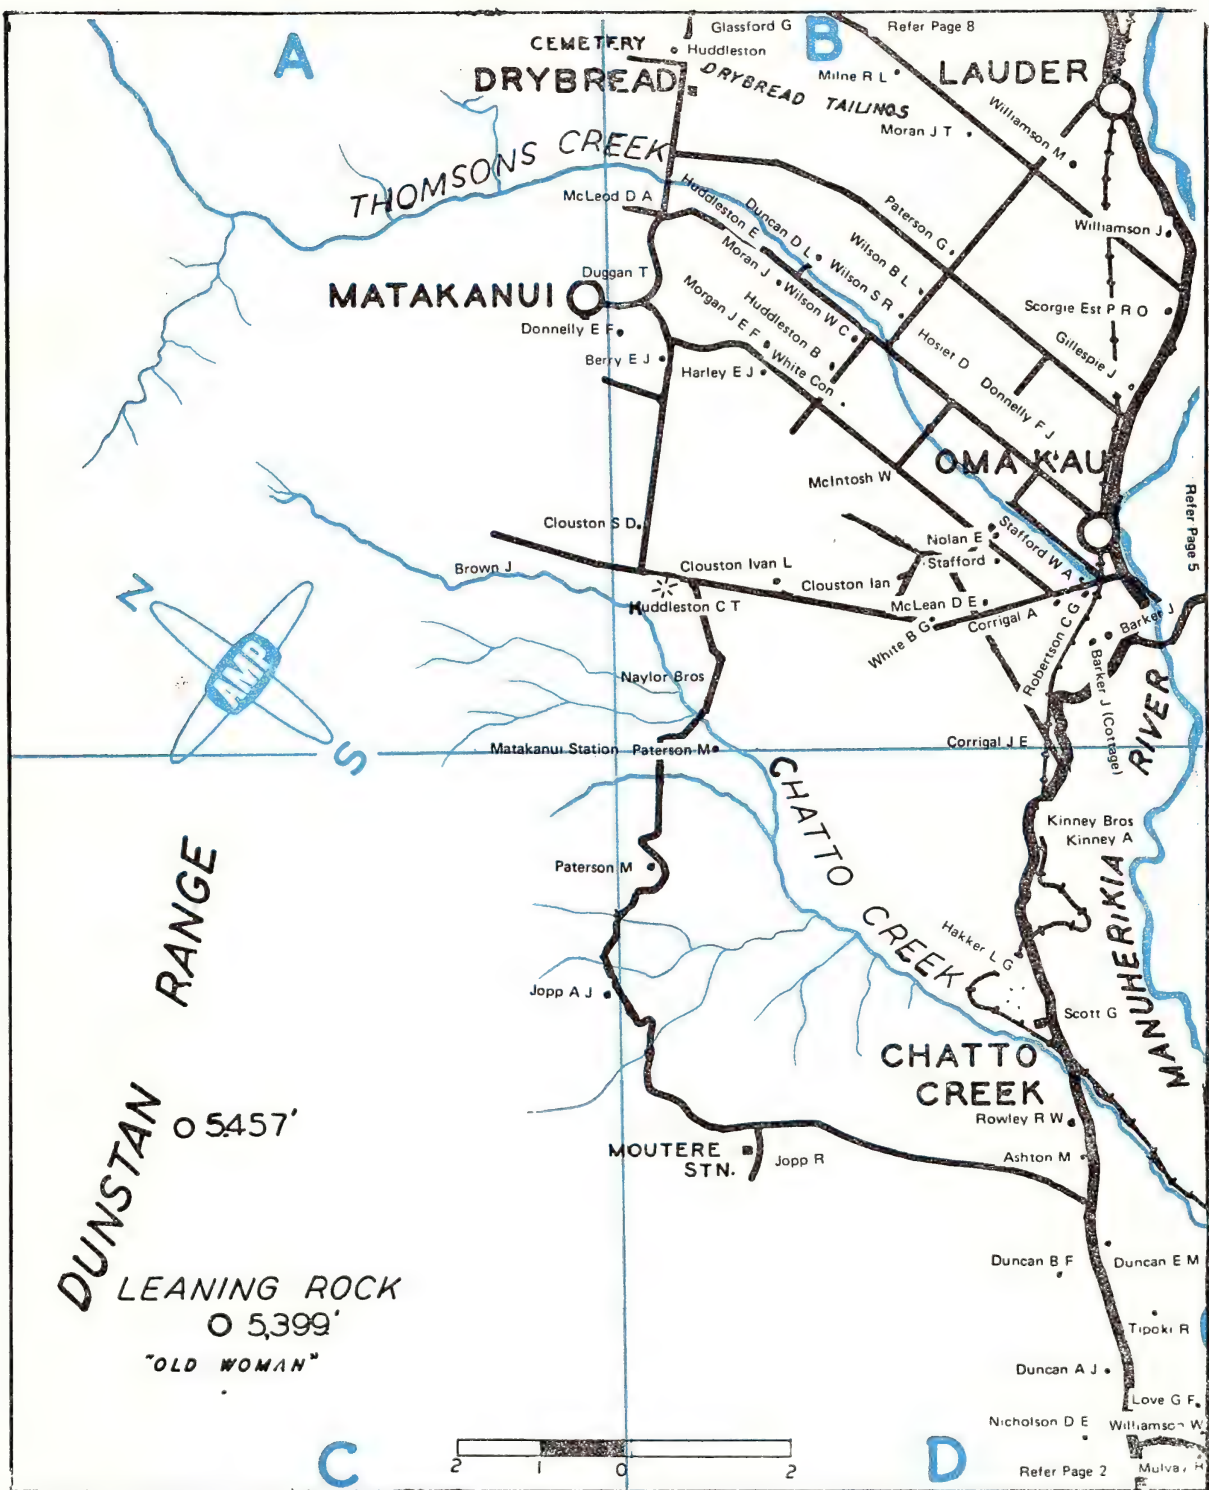 Glassford G
Refer Page 8
A
B
CEMETERY
Huddleston
DRYBREAD
DRYBREAD TAILINGS
Milne R L
LAUDER
Moran J T
Williamson M
THOMSONS CREEK
McLeod D A
Huddleston E
Duncan D L
Paterson G
Williamson J
Moran J
Wilson S R
Wilson B L
Duggan T
MATAKANUI
Wilson W C
Huddleston B
Morgan J E F
Scorgie Est P R O
Donnelly E F
Hoslet D
Gillespie J
Berry E J
Harley E J
White Con
Donnelly F J
OMAKAU
McIntosh W
Refer Page 5
Clouston S D
Nolan E
Stafford
Stafford W A
Brown J
Clouston Ivan L
Clouston Ian
N
Huddleston C T
McLean D E
Corrigal A
White B G
Robertson C G
Barker J
Barker J (Cottage)
AMP
Naylor Bros
S
Matakanui Station
Paterson M
Corrigal J E
MANUHERIKIA RIVER
CHATTO CREEK
Kinney Bros
Kinney A
Paterson M
Hakker L G
DUNSTAN RANGE
Jopp A J
Scott G
CHATTO
CREEK
Rowley R W
5457'
MOUTERE
STN.
Jopp R
Ashton M
Duncan B F
Duncan E M
LEANING ROCK
5,399'
"OLD WOMAN"
Tipoki R
Duncan A J
Love G F
Nicholson D E
Williamson W
C
D
2 1 0 2
Refer Page 2